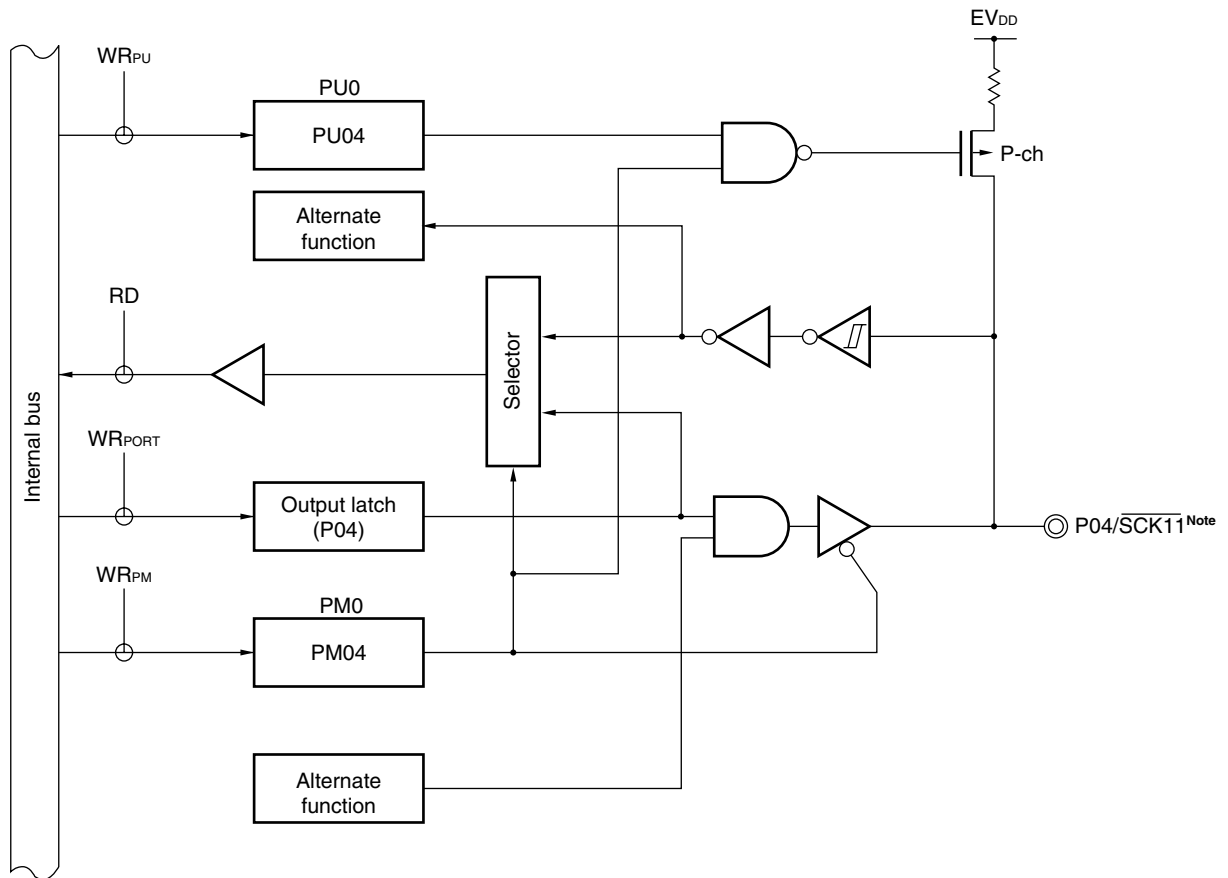 EVDD
WRPU
PU0
PU04
P-ch
Alternate
function
RD
Selector
Internal bus
WRPORT
Output latch
(P04)
P04/SCK11Note
WRPM
PM0
PM04
Alternate
function